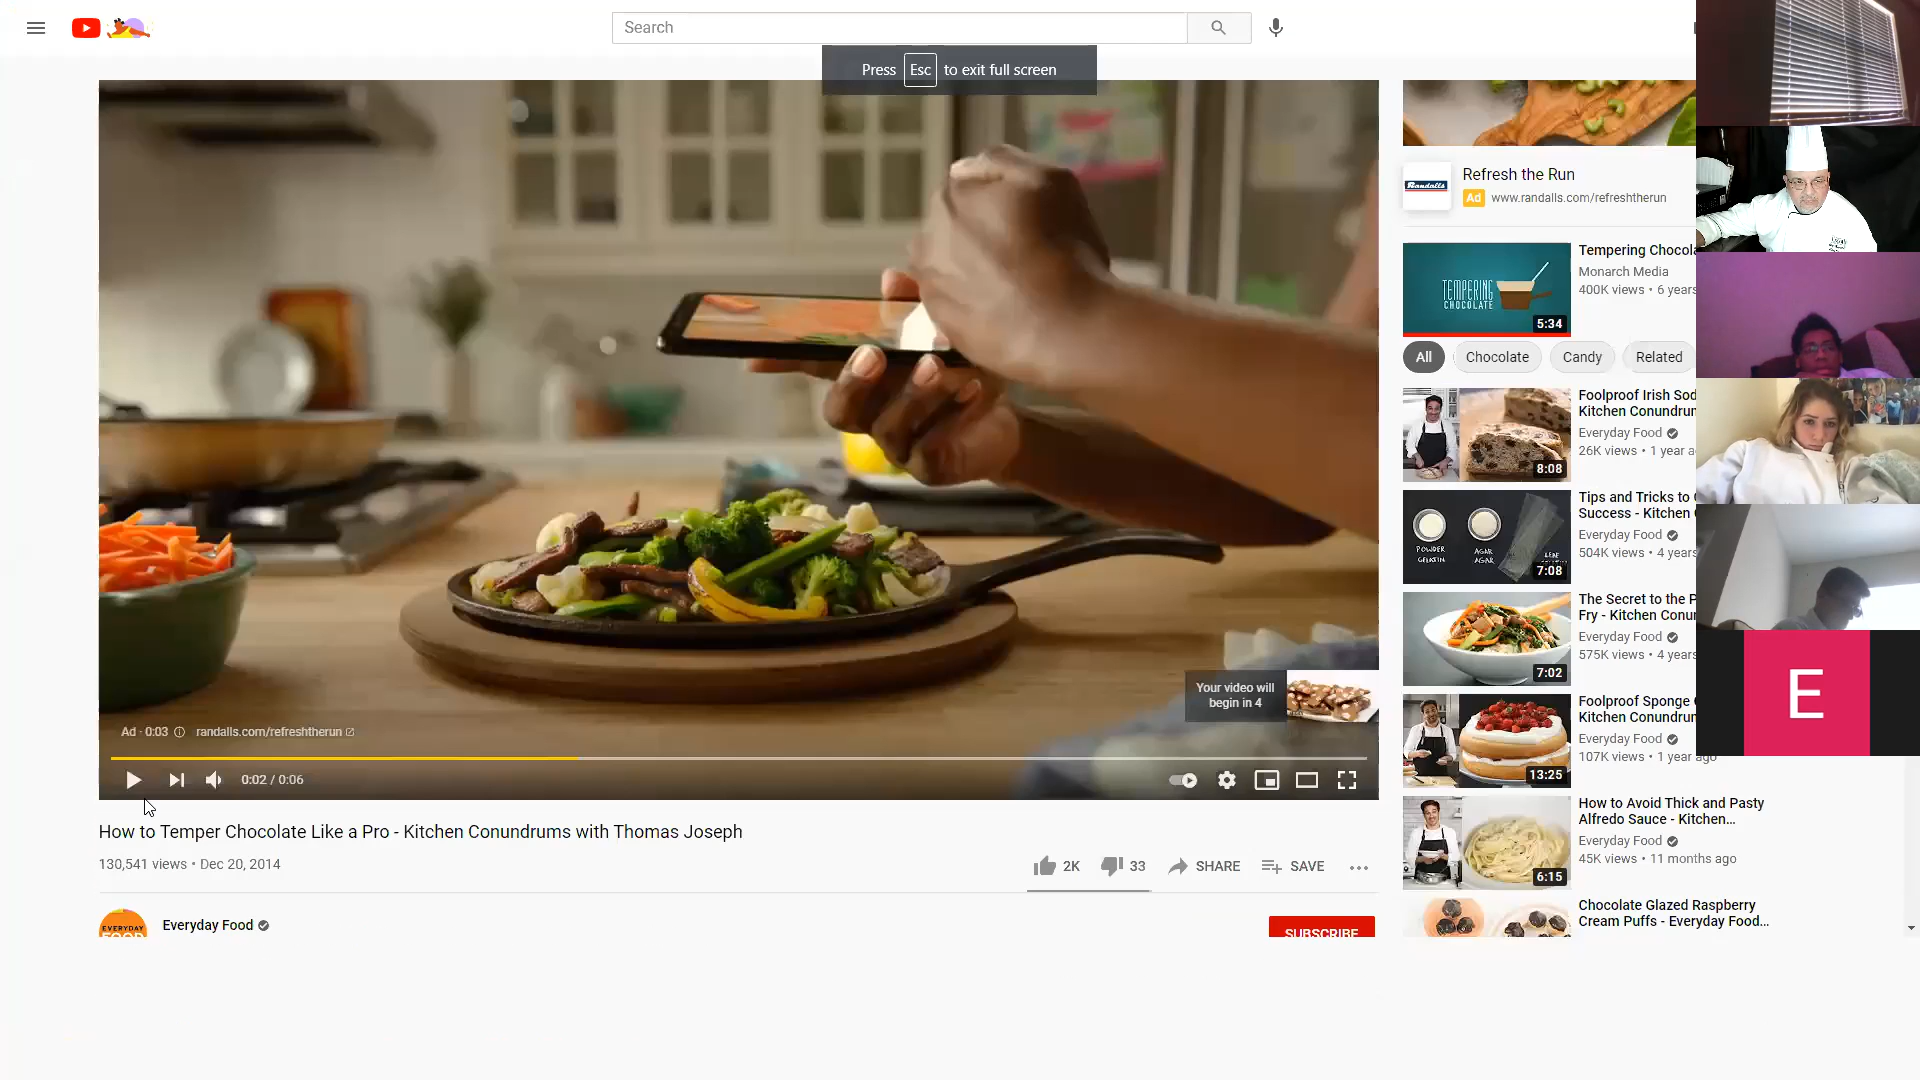 Search
Press Esc to exit full screen
Your video will
begin in 4
Ad · 0:03 randalls.com/refreshtherun
0:02 / 0:06
How to Temper Chocolate Like a Pro - Kitchen Conundrums with Thomas Joseph
130,541 views • Dec 20, 2014
2K 33 SHARE SAVE
EVERYDAY
FOOD
Everyday Food
SUBSCRIBE
Randalls
Refresh the Run
Ad www.randalls.com/refreshtherun
TEMPERING
CHOCOLATE
5:34
Tempering Chocola
Monarch Media
400K views • 6 years
All Chocolate Candy Related
8:08
Foolproof Irish Sod
Kitchen Conundrum
Everyday Food
26K views • 1 year a
POWDER
GELATIN
AGAR
AGAR
LEAF
7:08
Tips and Tricks to
Success - Kitchen
Everyday Food
504K views • 4 years
7:02
The Secret to the P
Fry - Kitchen Conun
Everyday Food
575K views • 4 years
13:25
Foolproof Sponge
Kitchen Conundrum
Everyday Food
107K views • 1 year ago
6:15
How to Avoid Thick and Pasty
Alfredo Sauce - Kitchen...
Everyday Food
45K views • 11 months ago
Chocolate Glazed Raspberry
Cream Puffs - Everyday Food...
E